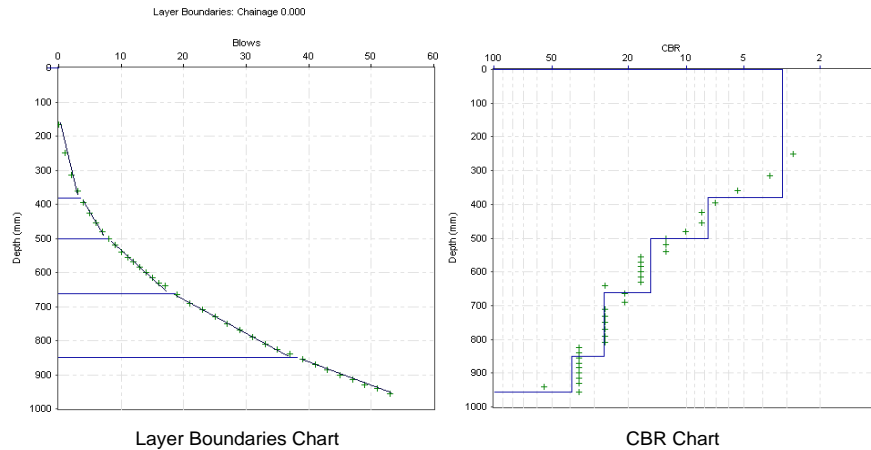 Layer Boundaries: Chainage 0.000
Blows
0 10 20 30 40 50 60
0
100
200
300
400
500
600
700
800
900
1000
Depth (mm)
Layer Boundaries Chart
CBR
100 50 20 10 5 2
0
100
200
300
400
500
600
700
800
900
1000
Depth (mm)
CBR Chart